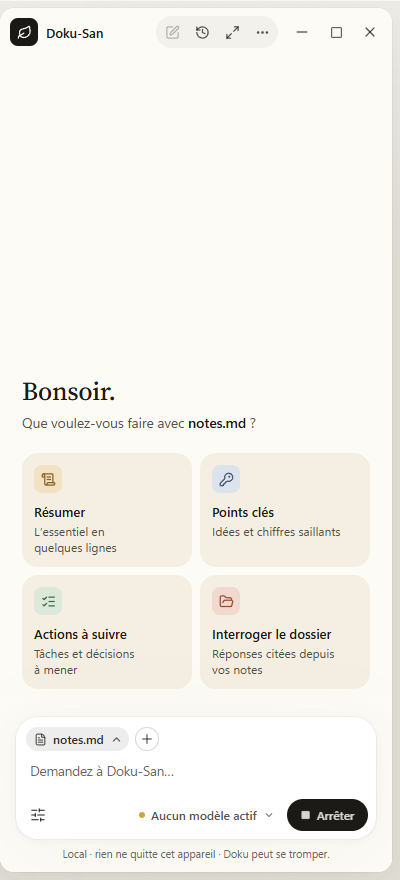 Doku-San
Bonsoir.
Que voulez-vous faire avec notes.md ?
Résumer
L'essentiel en
quelques lignes
Points clés
Idées et chiffres saillants
Actions à suivre
Tâches et décisions
à mener
Interroger le dossier
Réponses citées depuis
vos notes
notes.md
Demandez à Doku-San...
Aucun modèle actif
Arrêter
Local · rien ne quitte cet appareil · Doku peut se tromper.